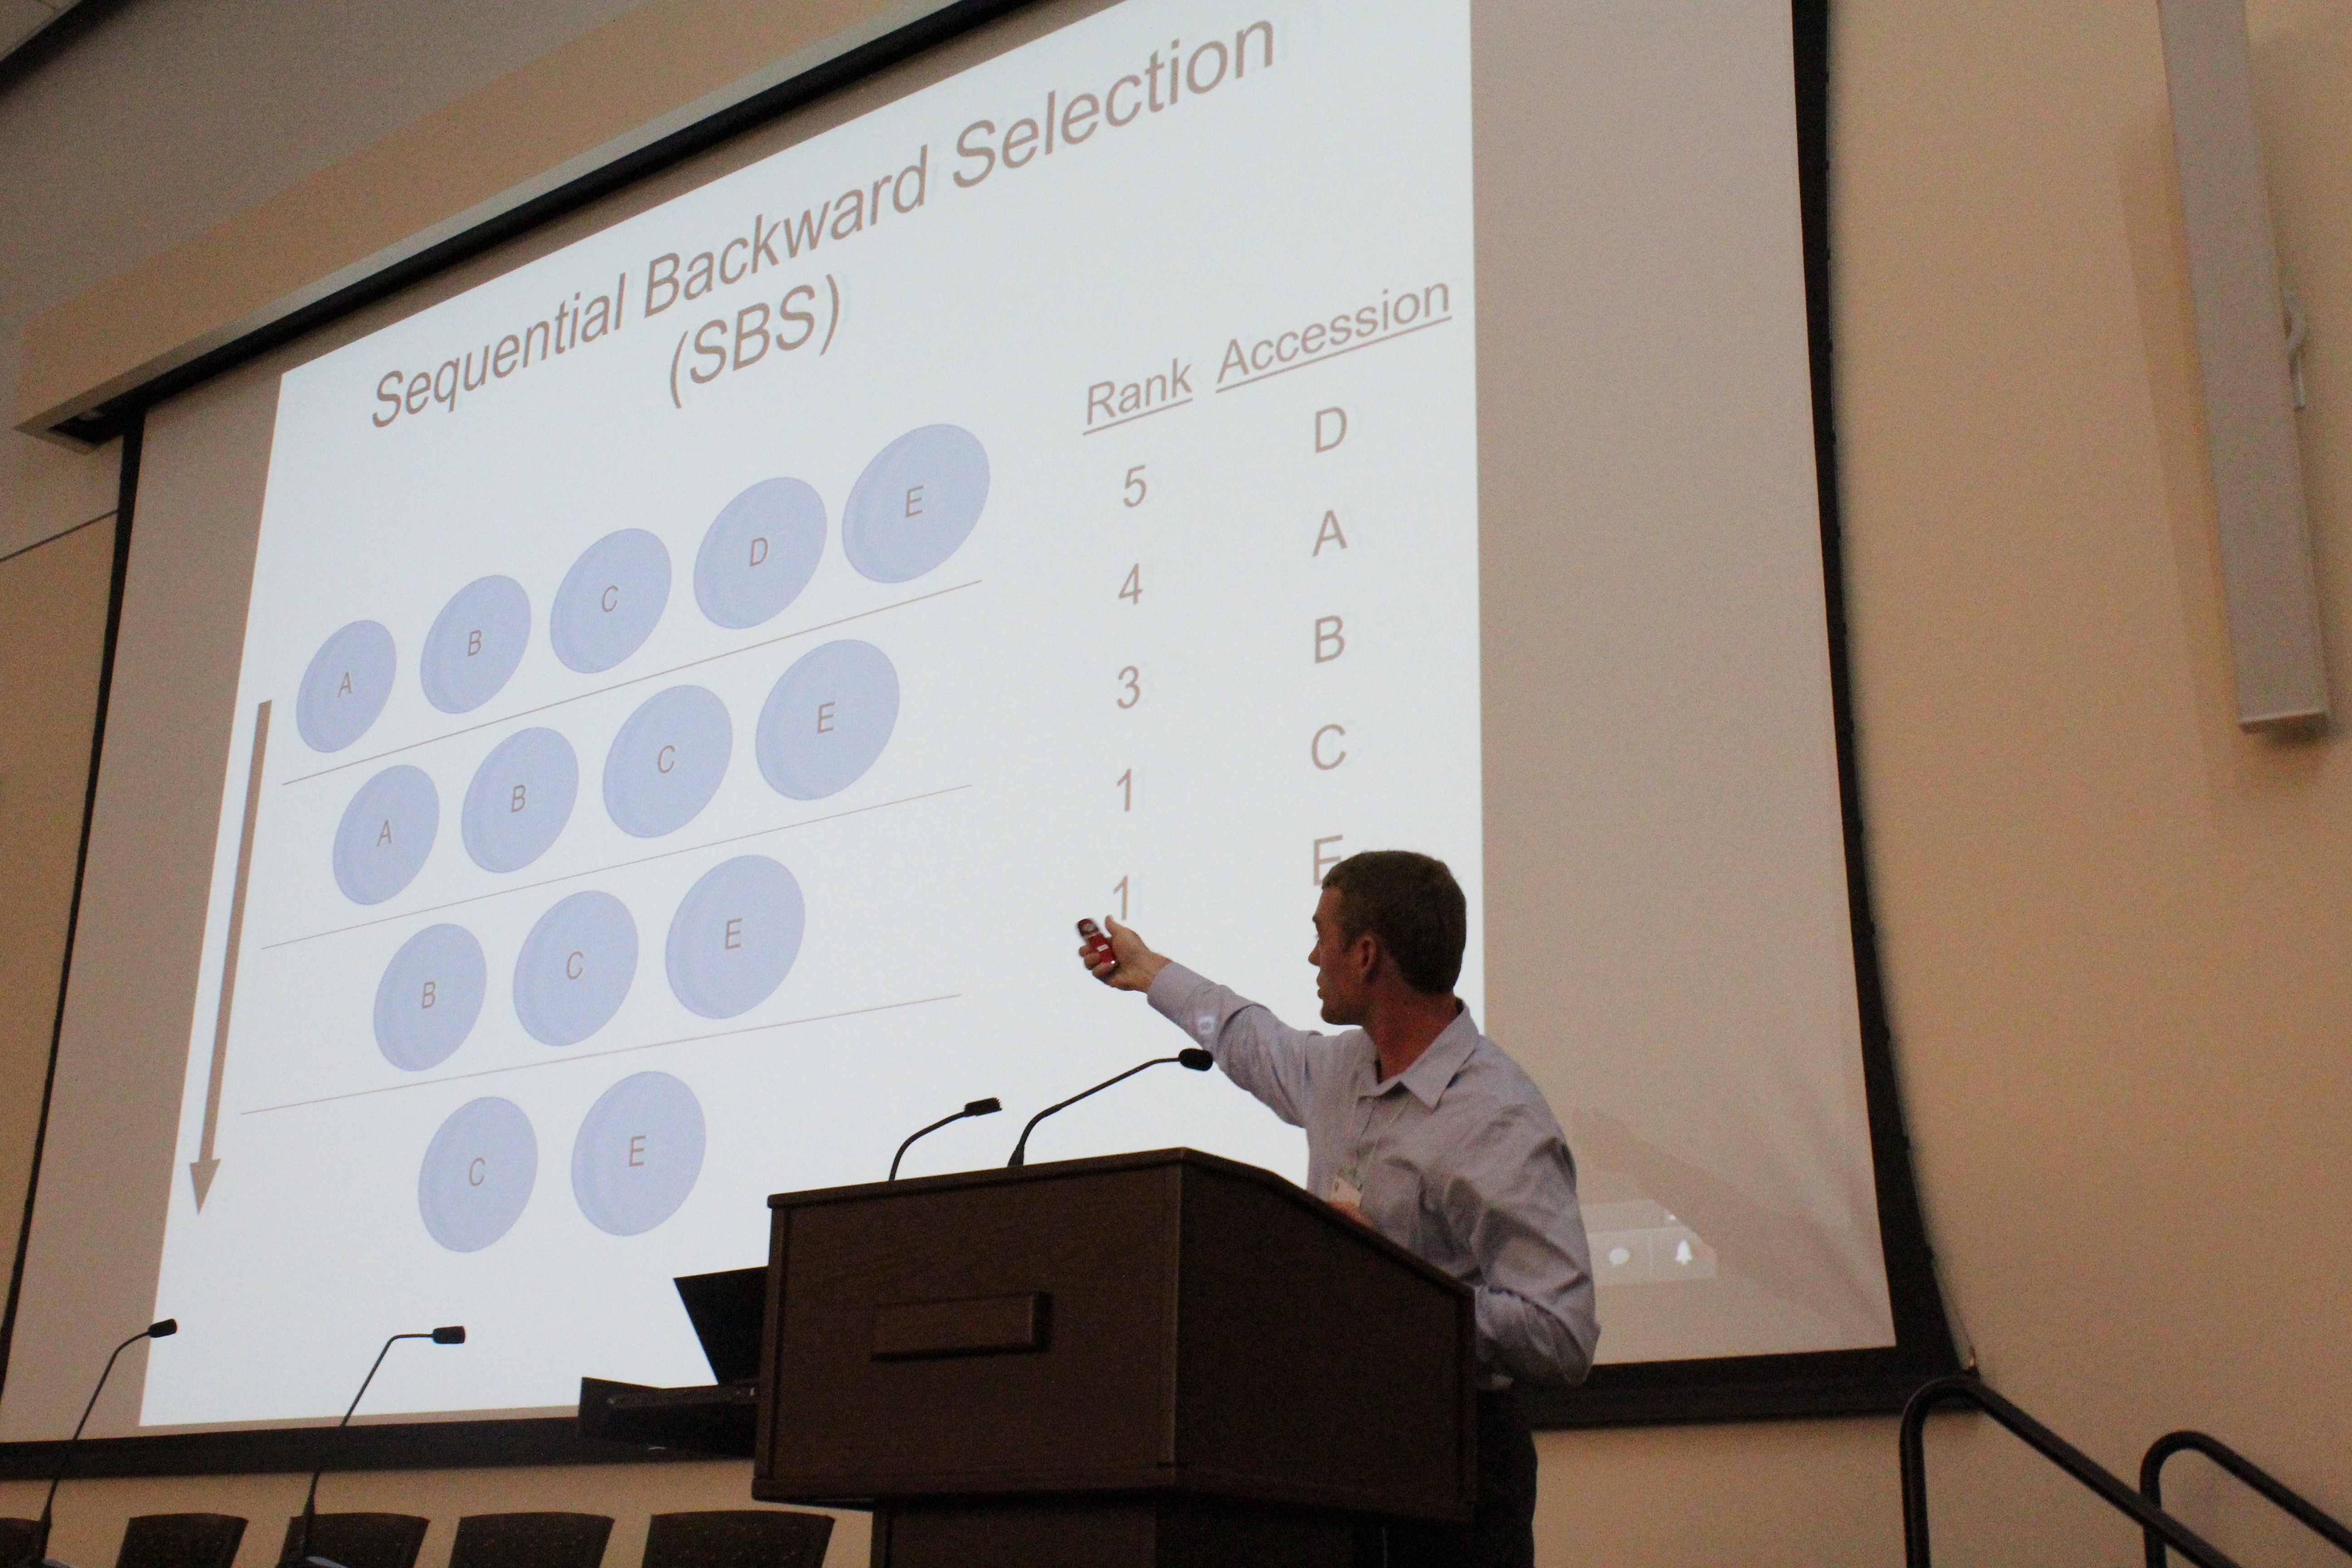 Sequential Backward Selection
(SBS)
Rank Accession
A B C D E
5 D
A B C E
4 A
3 B
B C E
1 C
1 E
C E